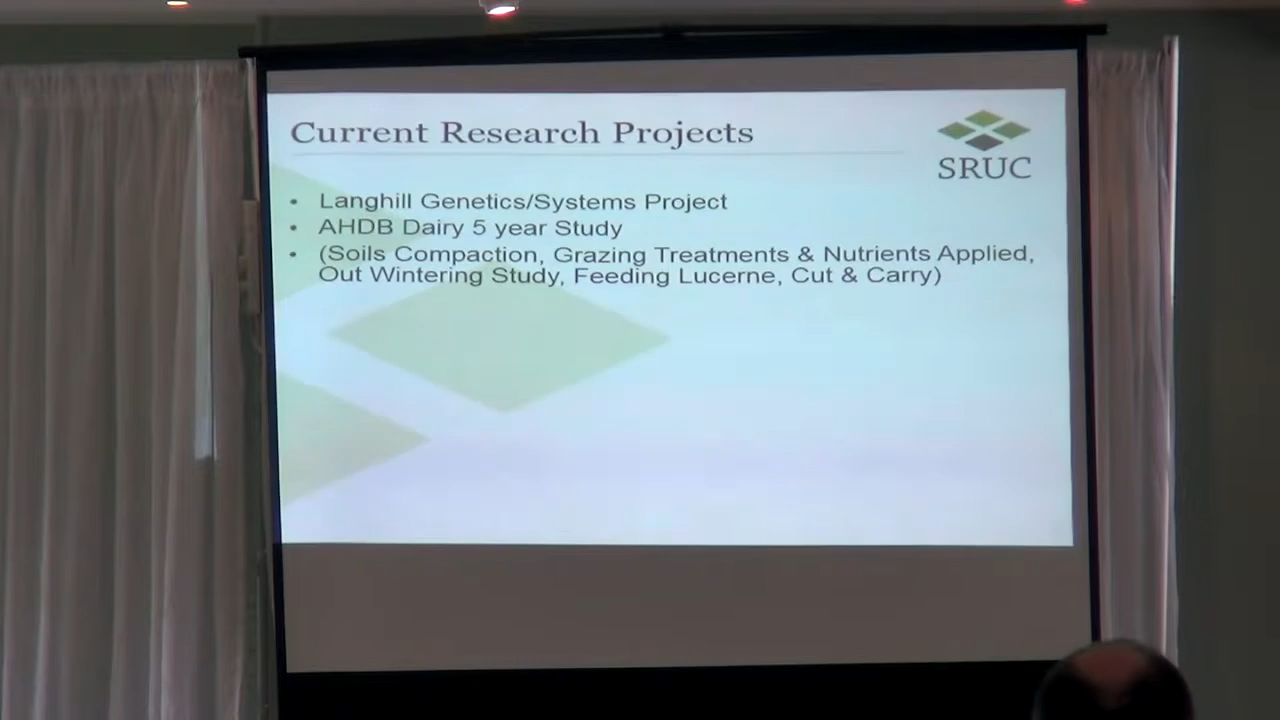 Current Research Projects
SRUC
• Langhill Genetics/Systems Project
• AHDB Dairy 5 year Study
• (Soils Compaction, Grazing Treatments & Nutrients Applied,
Out Wintering Study, Feeding Lucerne, Cut & Carry)